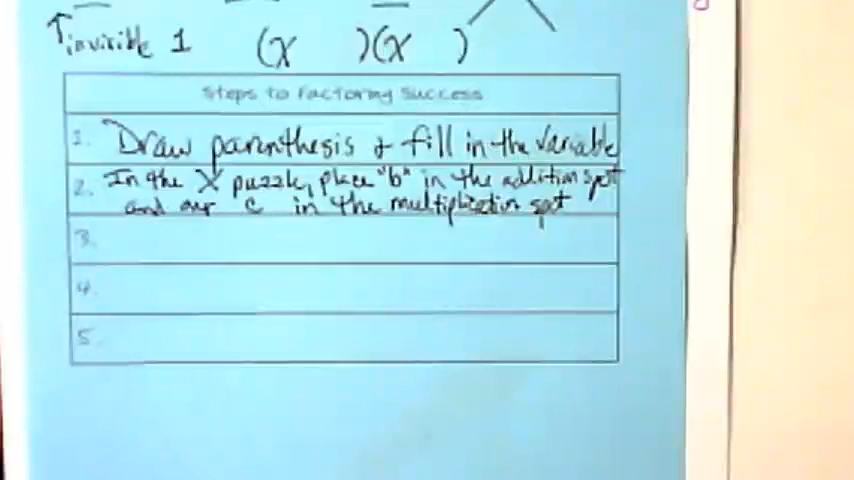 ↑invisible 1 (x )(x )
Steps to Factoring Success
1. Draw parenthesis & fill in the variable
2. In the X puzzle, place "b" in the addition spot
and our c in the multiplication spot
3.
4.
5.